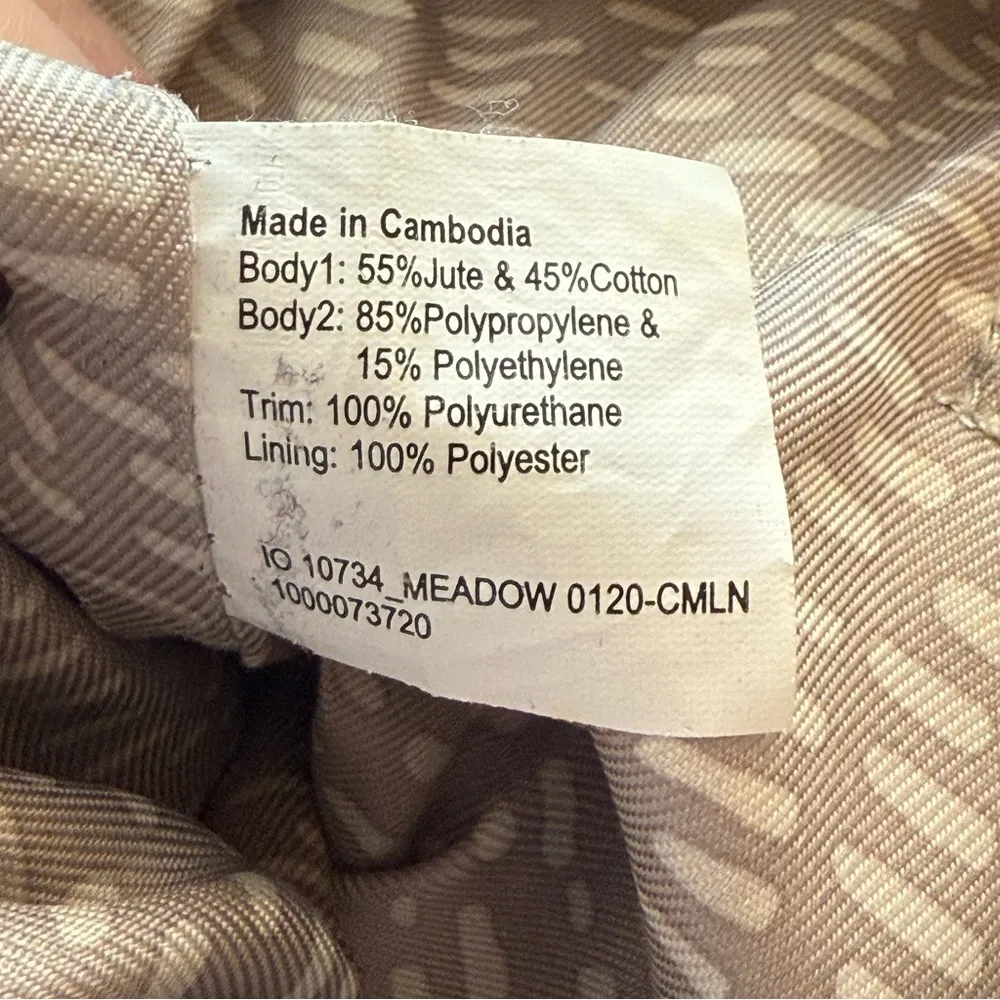 Made in Cambodia
Body1: 55%Jute & 45%Cotton
Body2: 85%Polypropylene &
15% Polyethylene
Trim: 100% Polyurethane
Lining: 100% Polyester
IO 10734_MEADOW 0120-CMLN
1000073720